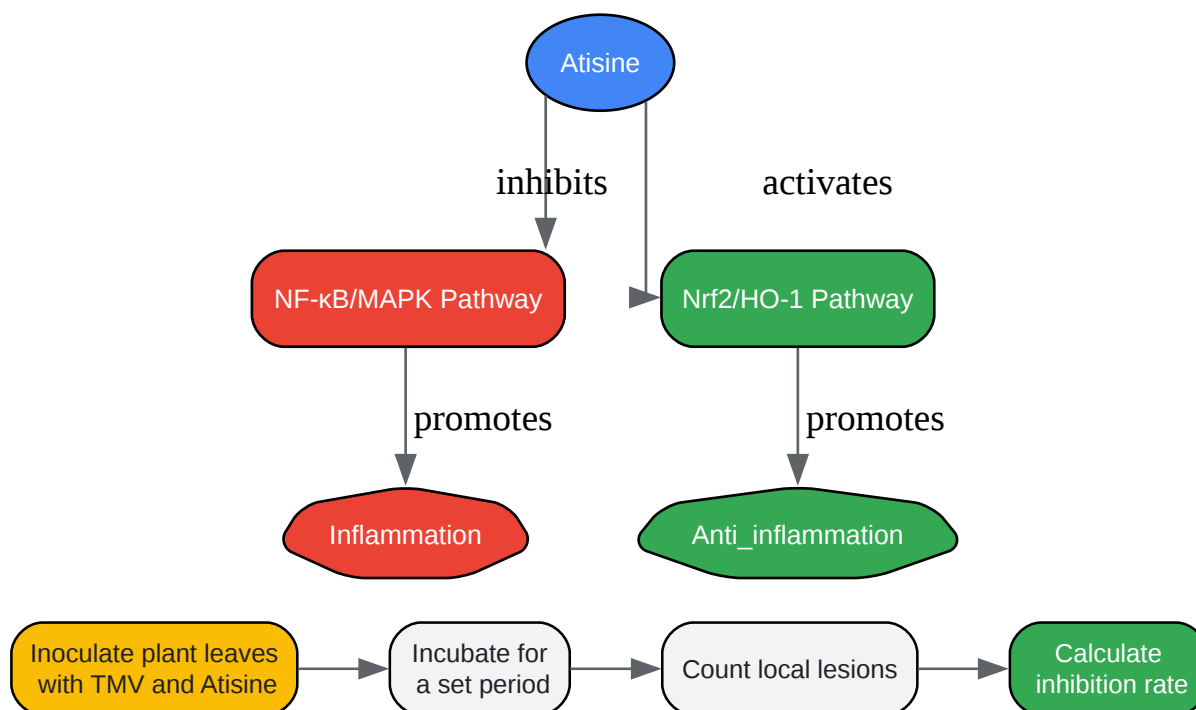 Atisine
inhibits
activates
NF-κB/MAPK Pathway
Nrf2/HO-1 Pathway
promotes
promotes
Inflammation
Anti_inflammation
Inoculate plant leaves
with TMV and Atisine
Incubate for
a set period
Count local lesions
Calculate
inhibition rate